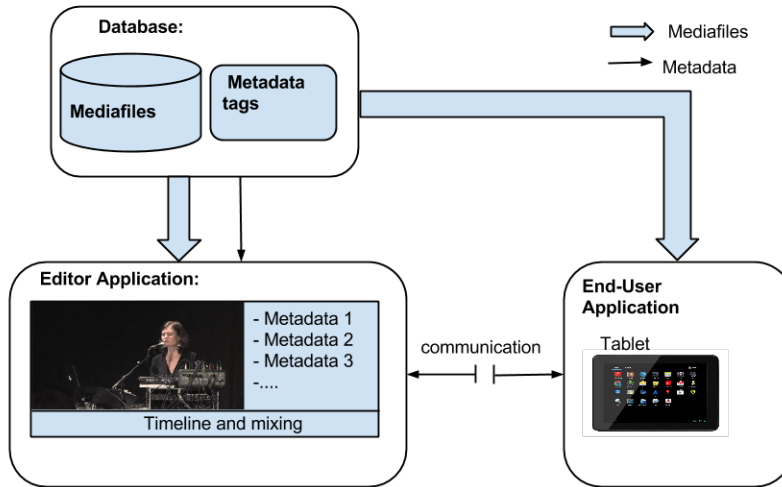 Database:
Mediafiles
Metadata
tags
Mediafiles
Metadata
Editor Application:
- Metadata 1
- Metadata 2
- Metadata 3
-....
Timeline and mixing
communication
End-User
Application
Tablet